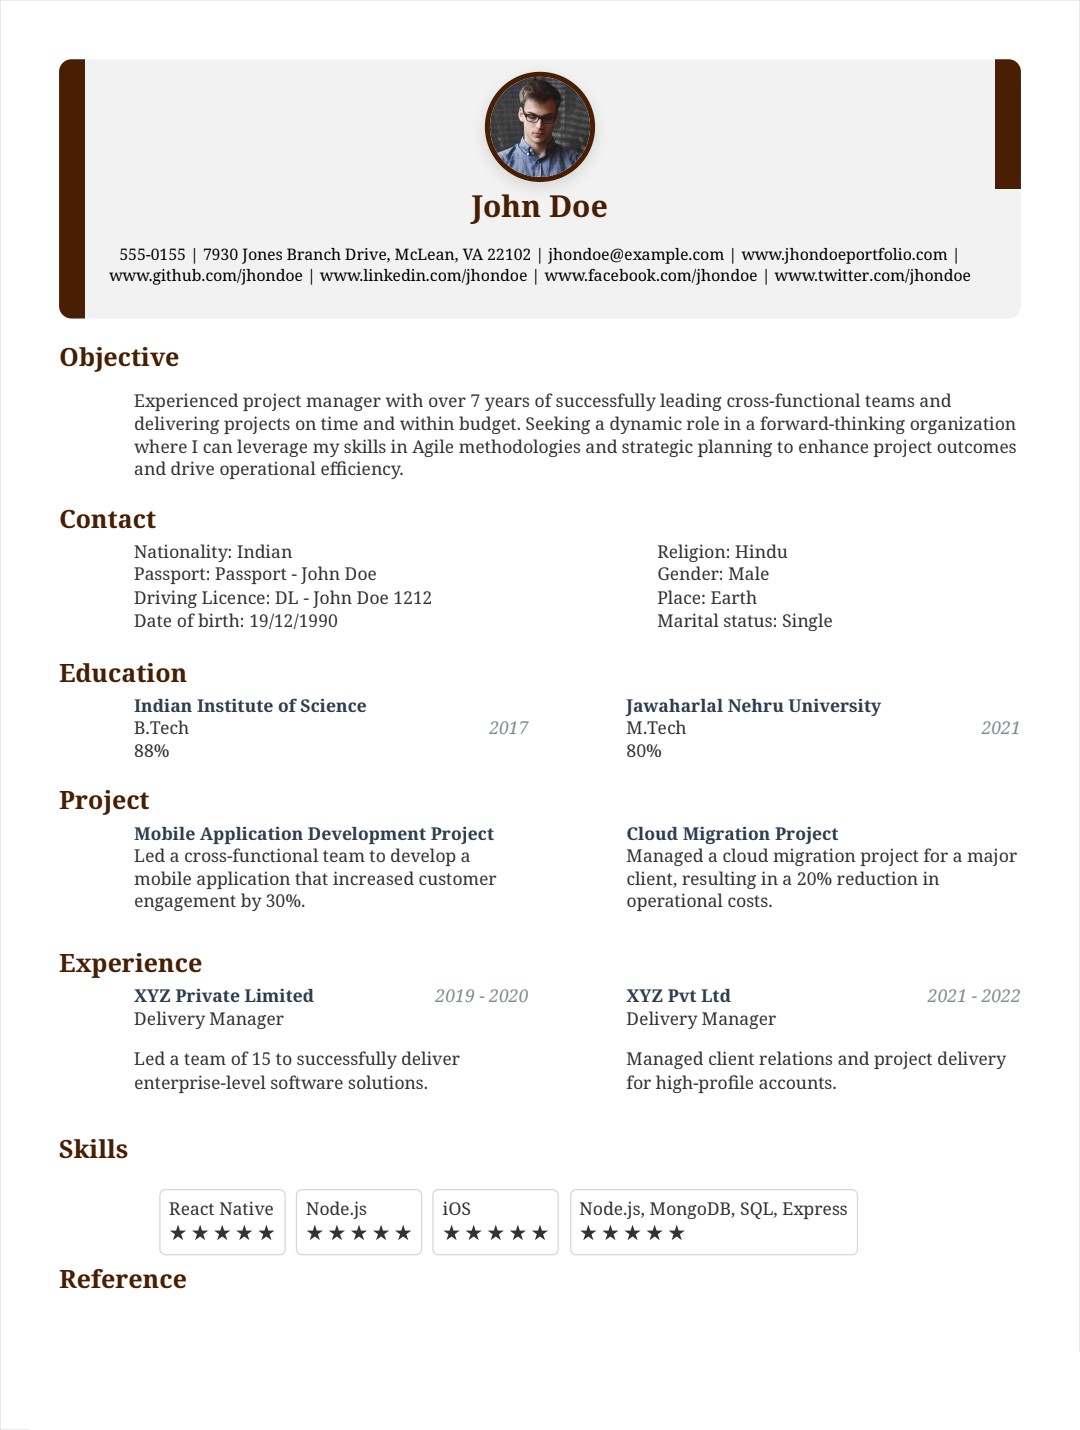 John Doe
555-0155 | 7930 Jones Branch Drive, McLean, VA 22102 | jhondoe@example.com | www.jhondoeportfolio.com |
www.github.com/jhondoe | www.linkedin.com/jhondoe | www.facebook.com/jhondoe | www.twitter.com/jhondoe
Objective
Experienced project manager with over 7 years of successfully leading cross-functional teams and
delivering projects on time and within budget. Seeking a dynamic role in a forward-thinking organization
where I can leverage my skills in Agile methodologies and strategic planning to enhance project outcomes
and drive operational efficiency.
Contact
Nationality: Indian
Passport: Passport - John Doe
Driving Licence: DL - John Doe 1212
Date of birth: 19/12/1990
Religion: Hindu
Gender: Male
Place: Earth
Marital status: Single
Education
Indian Institute of Science
B.Tech 2017
88%
Jawaharlal Nehru University
M.Tech 2021
80%
Project
Mobile Application Development Project
Led a cross-functional team to develop a
mobile application that increased customer
engagement by 30%.
Cloud Migration Project
Managed a cloud migration project for a major
client, resulting in a 20% reduction in
operational costs.
Experience
XYZ Private Limited 2019 - 2020
Delivery Manager
Led a team of 15 to successfully deliver
enterprise-level software solutions.
XYZ Pvt Ltd 2021 - 2022
Delivery Manager
Managed client relations and project delivery
for high-profile accounts.
Skills
React Native
★ ★ ★ ★ ★
Node.js
★ ★ ★ ★ ★
iOS
★ ★ ★ ★ ★
Node.js, MongoDB, SQL, Express
★ ★ ★ ★ ★
Reference